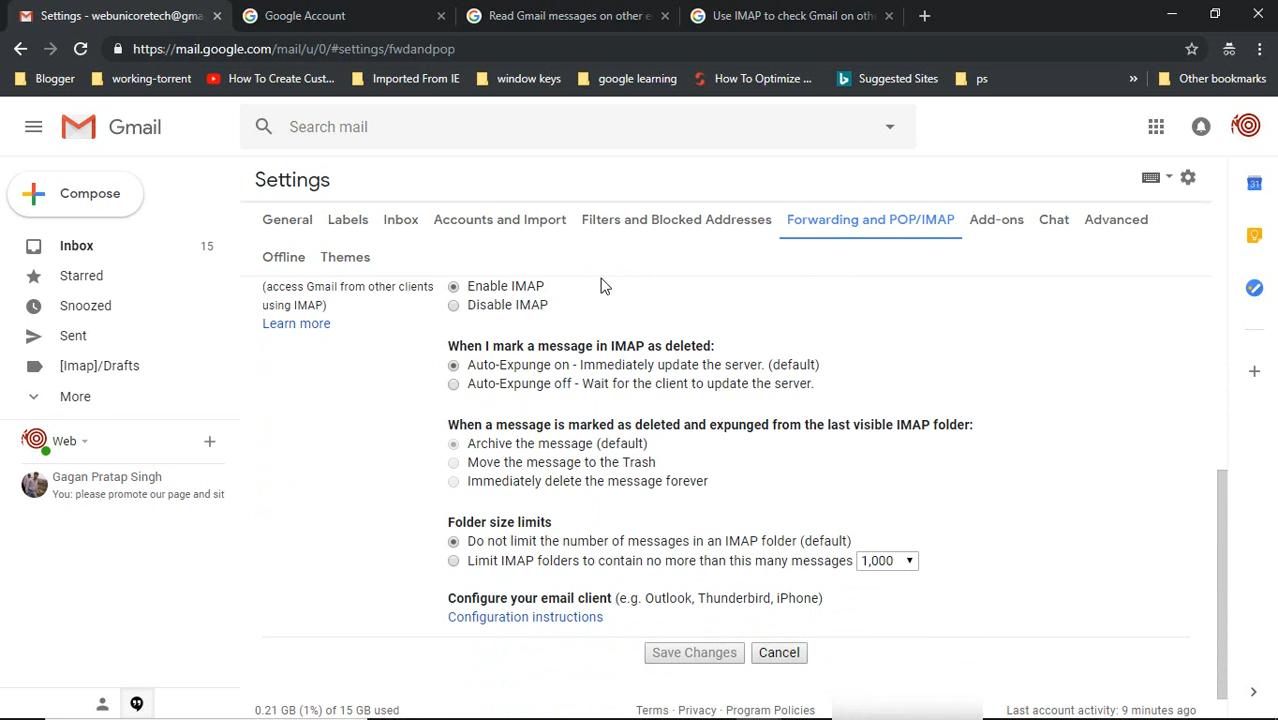 Settings - webunicoretech@gma
Google Account
Read Gmail messages on other e
Use IMAP to check Gmail on oth
https://mail.google.com/mail/u/0/#settings/fwdandpop
Blogger
working-torrent
How To Create Cust...
Imported From IE
window keys
google learning
How To Optimize ...
Suggested Sites
ps
»
Other bookmarks
Gmail
Search mail
Compose
Settings
General
Labels
Inbox
Accounts and Import
Filters and Blocked Addresses
Forwarding and POP/IMAP
Add-ons
Chat
Advanced
Offline
Themes
Inbox 15
Starred
Snoozed
Sent
[Imap]/Drafts
More
Web
Gagan Pratap Singh
You: please promote our page and sit
(access Gmail from other clients
using IMAP)
Learn more
Enable IMAP
Disable IMAP
When I mark a message in IMAP as deleted:
Auto-Expunge on - Immediately update the server. (default)
Auto-Expunge off - Wait for the client to update the server.
When a message is marked as deleted and expunged from the last visible IMAP folder:
Archive the message (default)
Move the message to the Trash
Immediately delete the message forever
Folder size limits
Do not limit the number of messages in an IMAP folder (default)
Limit IMAP folders to contain no more than this many messages 1,000
Configure your email client (e.g. Outlook, Thunderbird, iPhone)
Configuration instructions
Save Changes
Cancel
0.21 GB (1%) of 15 GB used
Terms · Privacy · Program Policies
Last account activity: 9 minutes ago
31